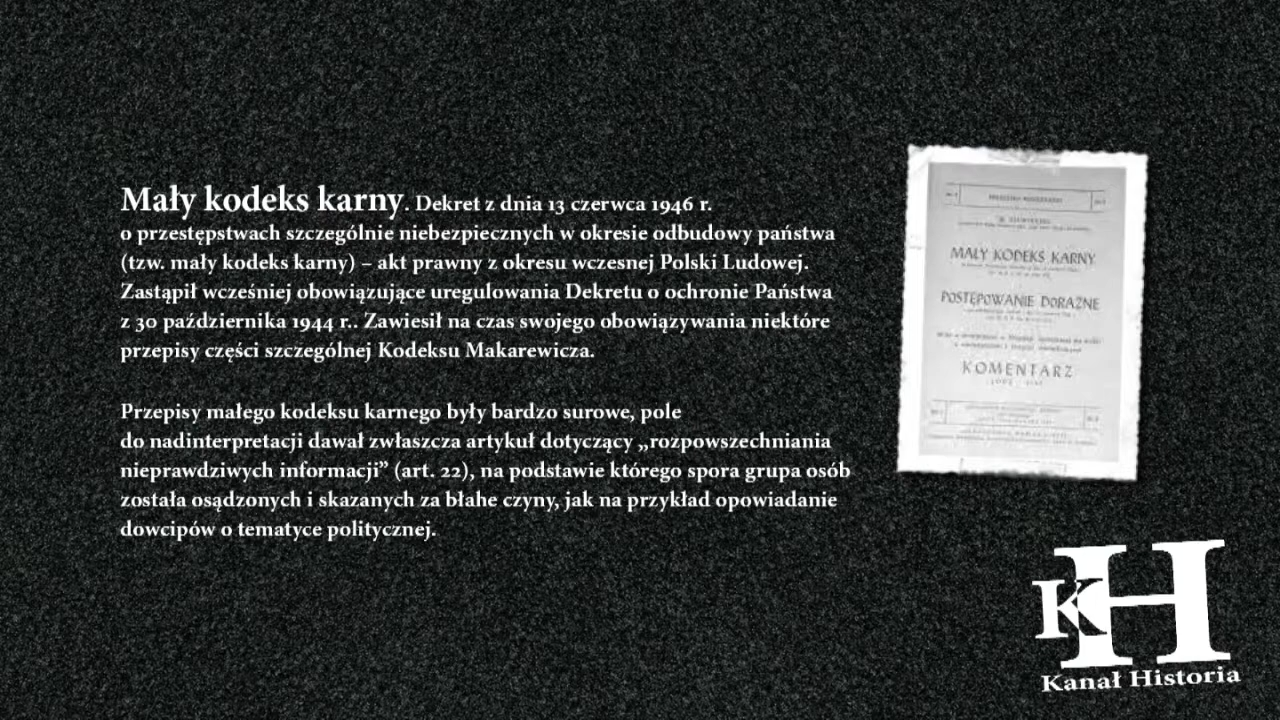 Mały kodeks karny. Dekret z dnia 13 czerwca 1946 r.
o przestępstwach szczególnie niebezpiecznych w okresie odbudowy państwa
(tzw. mały kodeks karny) – akt prawny z okresu wczesnej Polski Ludowej.
Zastąpił wcześniej obowiązujące uregulowania Dekretu o ochronie Państwa
z 30 października 1944 r.. Zawiesił na czas swojego obowiązywania niektóre
przepisy części szczególnej Kodeksu Makarewicza.
Przepisy małego kodeksu karnego były bardzo surowe, pole
do nadinterpretacji dawał zwłaszcza artykuł dotyczący „rozpowszechniania
nieprawdziwych informacji” (art. 22), na podstawie którego spora grupa osób
została osądzonych i skazanych za błahe czyny, jak na przykład opowiadanie
dowcipów o tematyce politycznej.
MAŁY KODEKS KARNY
POSTĘPOWANIE DORAŹNE
KOMENTARZ
KH
Kanał Historia